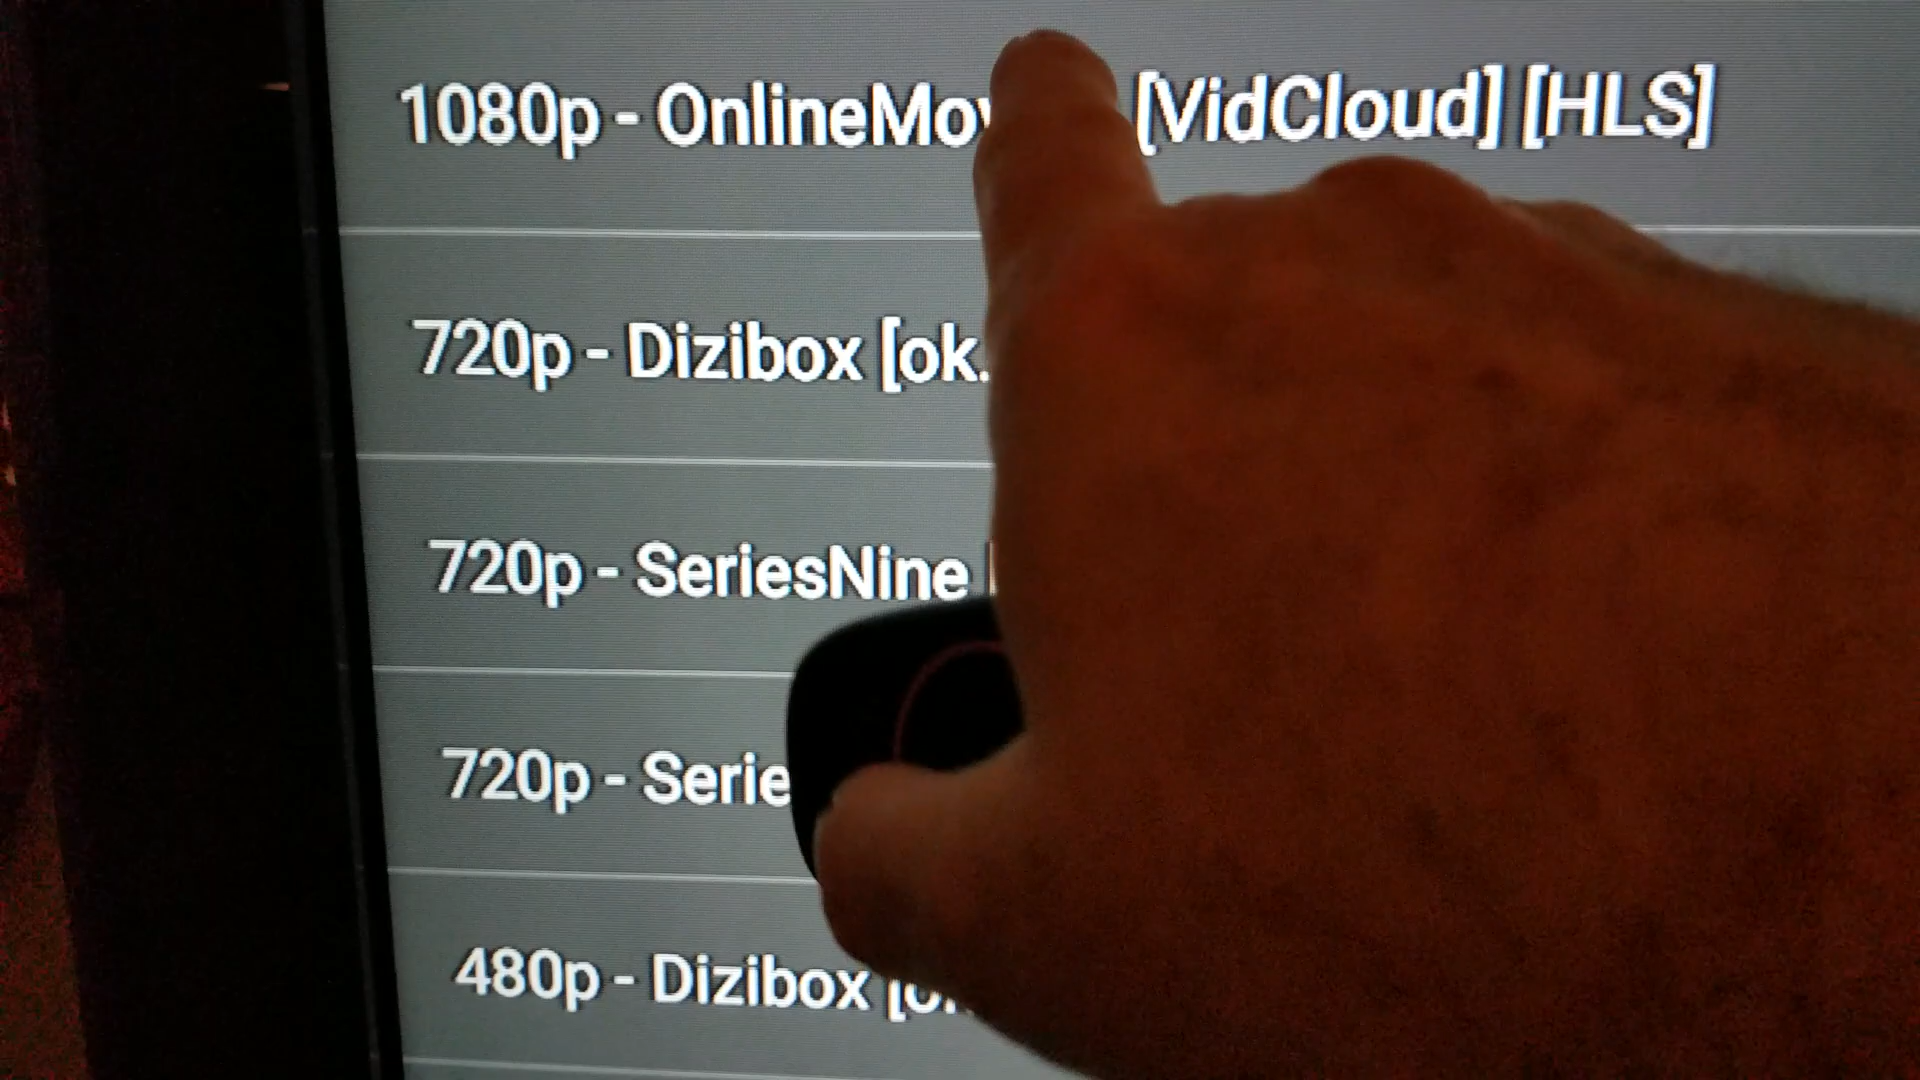 1080p - OnlineMov [VidCloud] [HLS]
720p - Dizibox [ok.
720p - SeriesNine
720p - Serie
480p - Dizibox